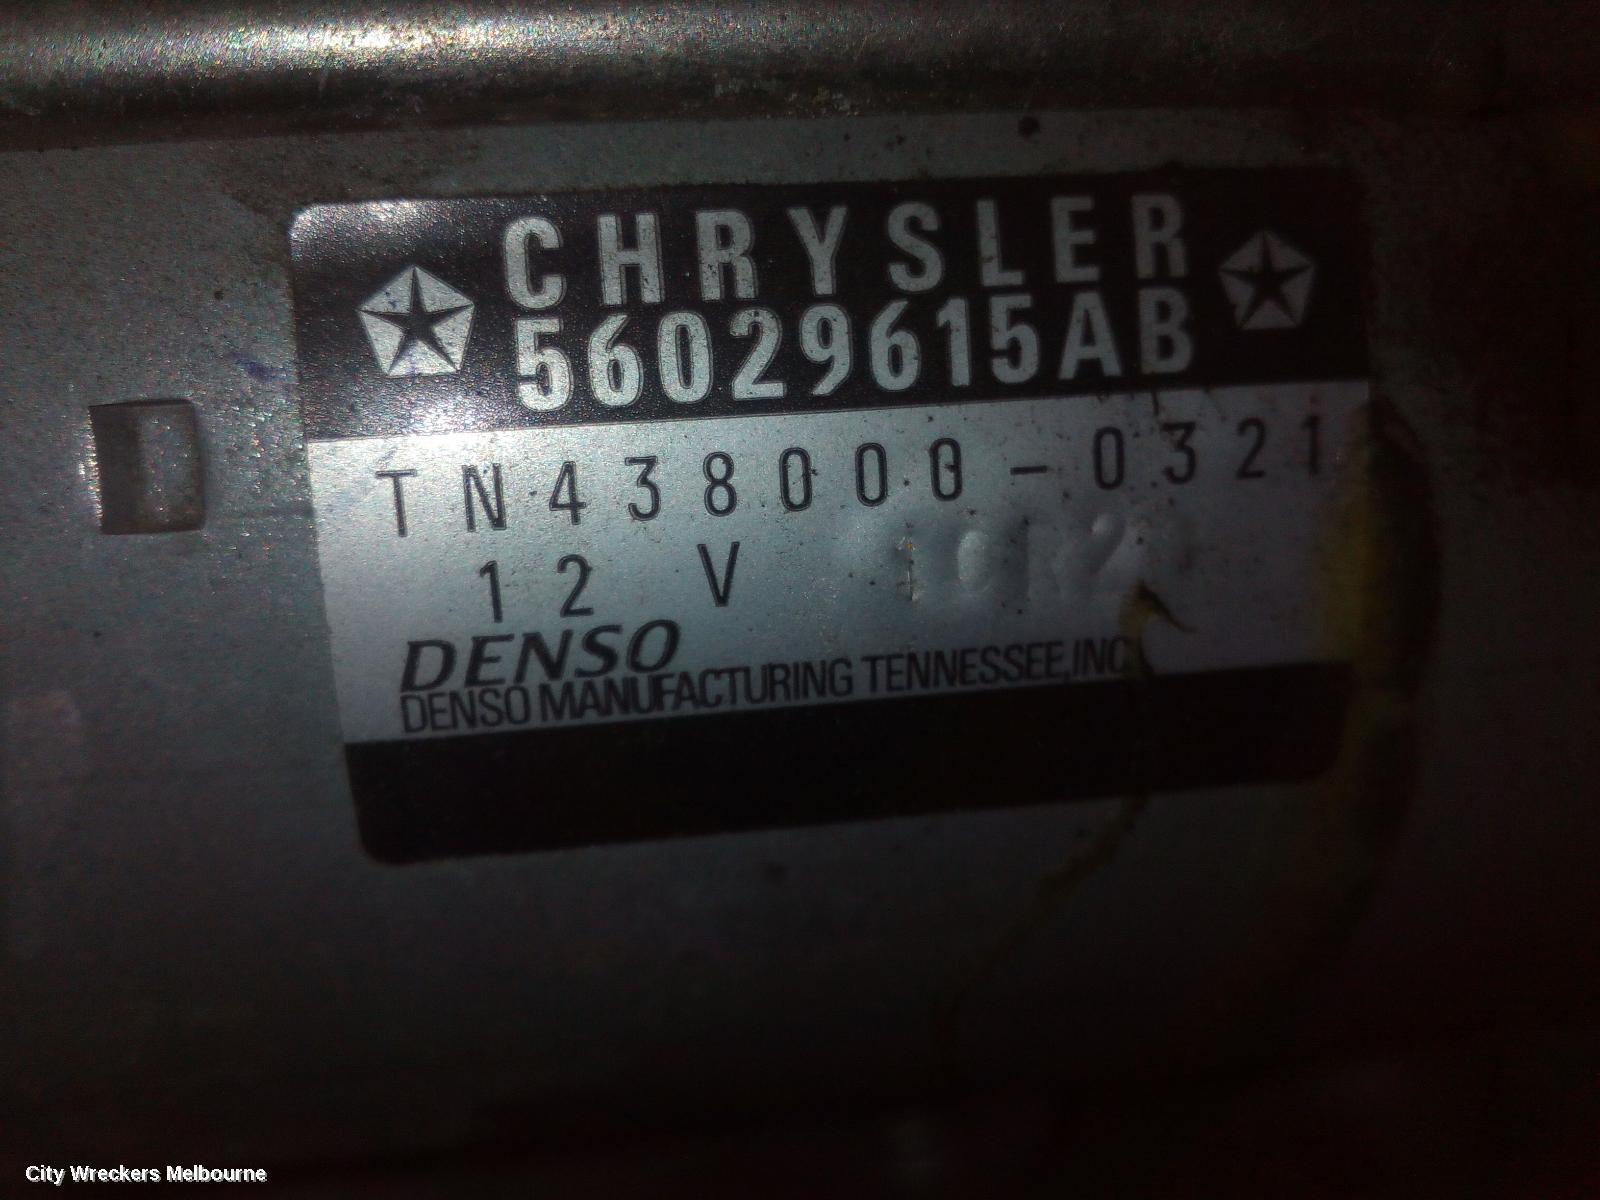 CHRYSLER
56029615AB
TN438000-0321
12 V
DENSO
DENSO MANUFACTURING TENNESSEE, INC
City Wreckers Melbourne